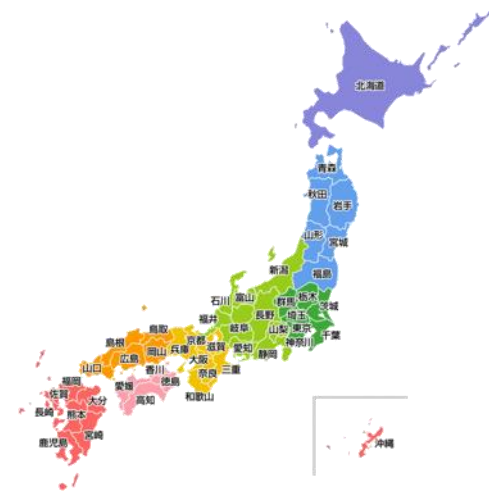 北海道
青森
秋田
岩手
山形
宮城
福島
新潟
石川
富山
群馬
栃木
茨城
福井
長野
埼玉
岐阜
山梨
東京
千葉
愛知
静岡
神奈川
鳥取
京都
滋賀
島根
岡山
兵庫
広島
大阪
奈良
三重
山口
香川
徳島
和歌山
愛媛
高知
福岡
佐賀
大分
長崎
熊本
宮崎
鹿児島
沖縄